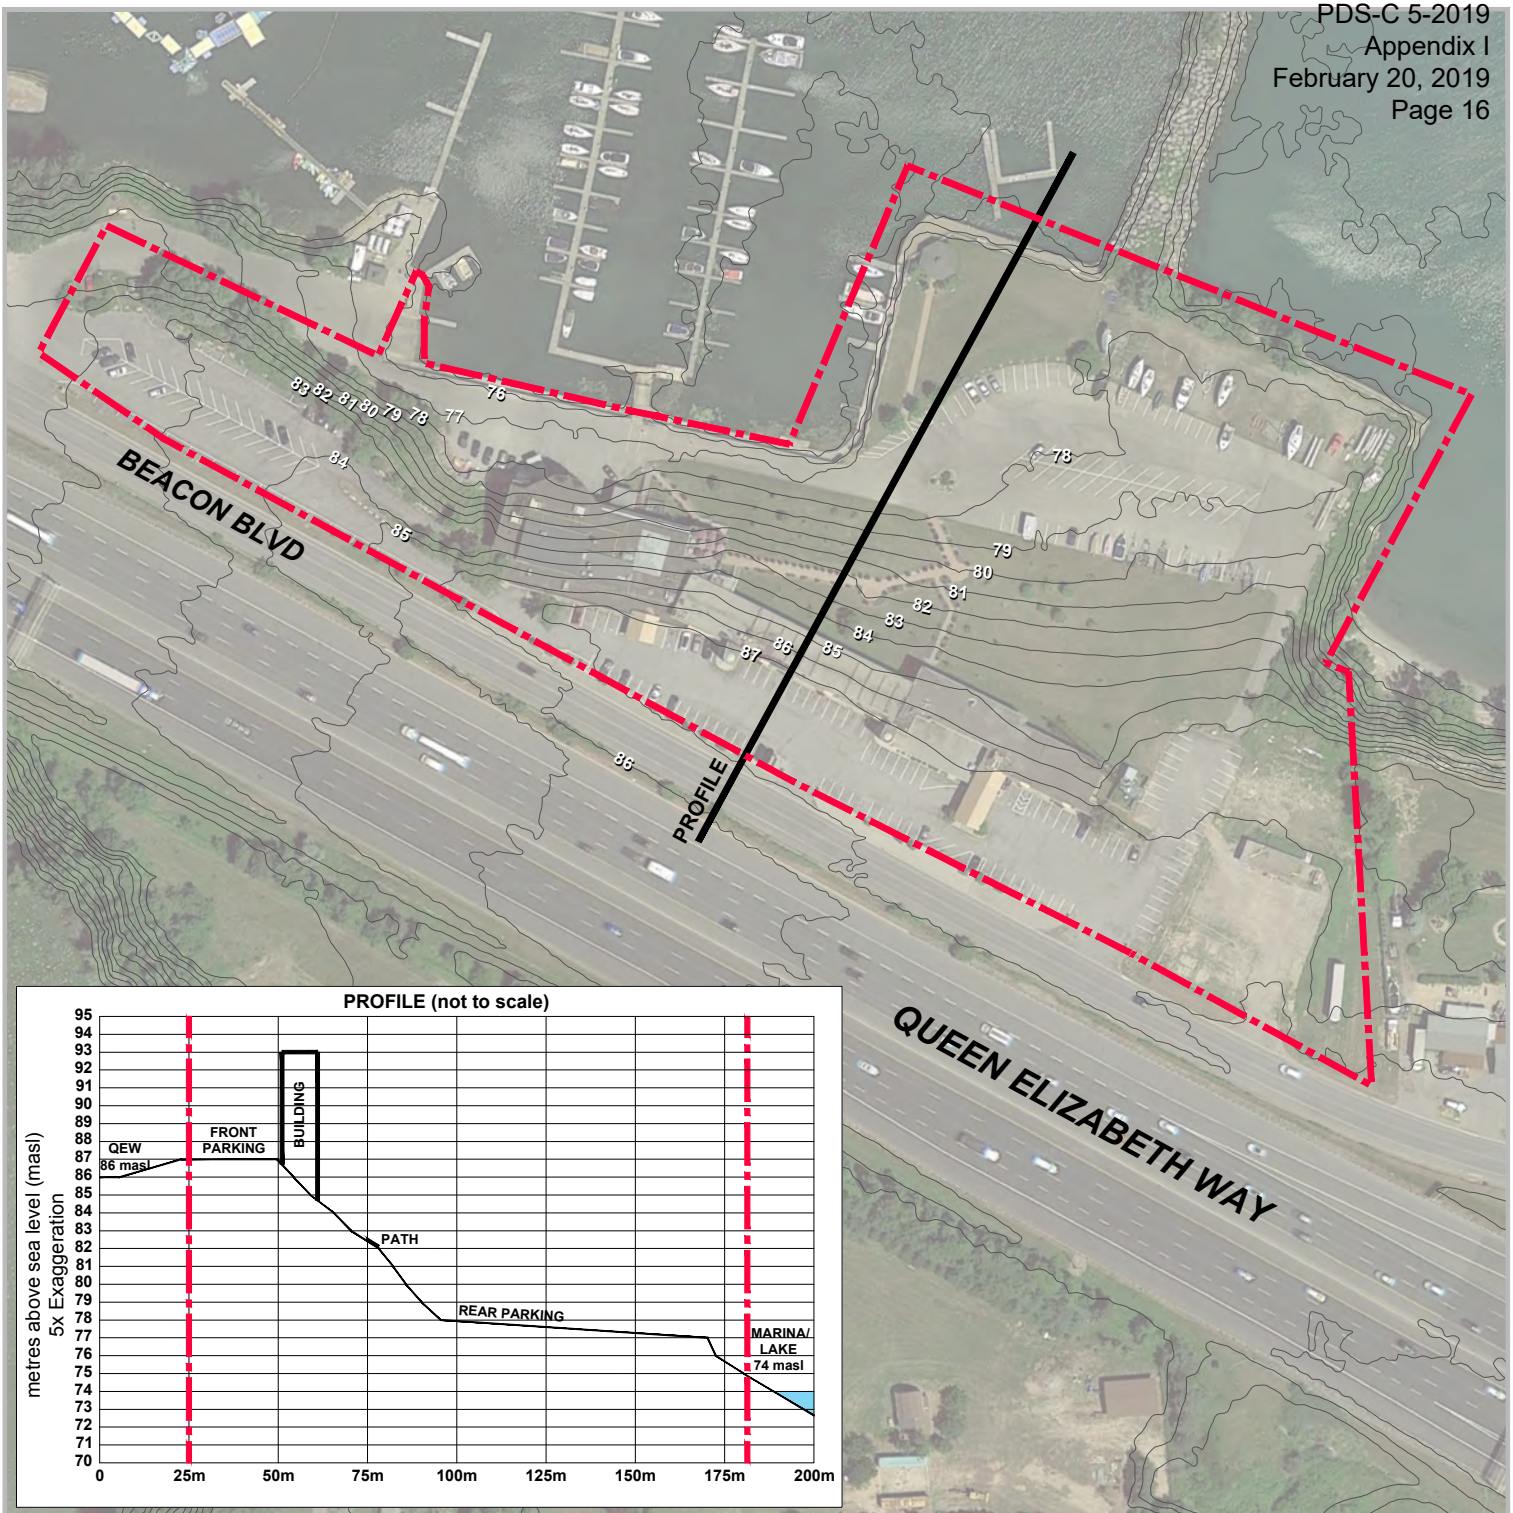 PDS-C 5-2019
Appendix I
February 20, 2019
Page 16
76
83 82 81 80 79 78 77
84
78
BEACON BLVD
85
79
80
81
82
83
84
85
86
87
86
PROFILE
QUEEN ELIZABETH WAY
PROFILE (not to scale)
metres above sea level (masl)
5x Exaggeration
95
94
93
92
91
90
89
88
87
86
85
84
83
82
81
80
79
78
77
76
75
74
73
72
71
70
QEW
86 masl
FRONT
PARKING
BUILDING
PATH
REAR PARKING
MARINA/
LAKE
74 masl
0 25m 50m 75m 100m 125m 150m 175m 200m